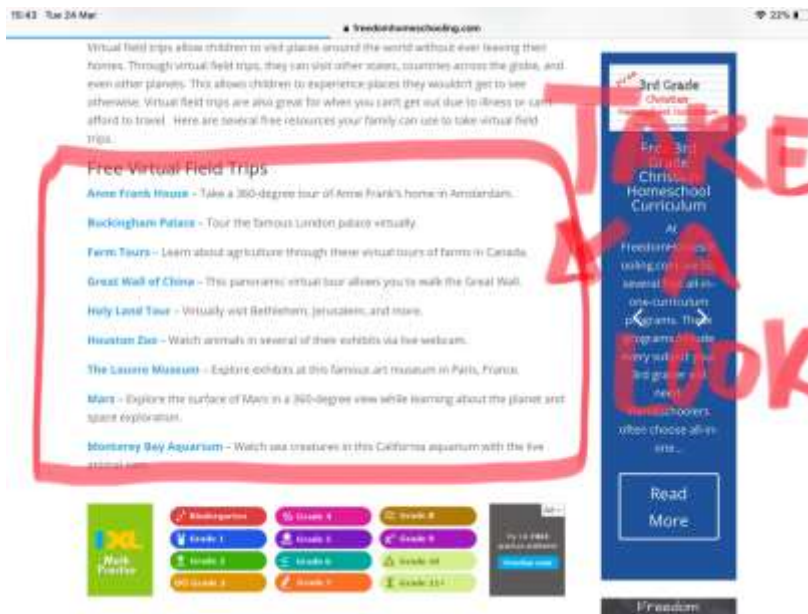 15:43 Tue 24 Mar
freedomhomeschooling.com
22%
Virtual field trips allow children to visit places around the world without ever leaving their
homes. Through virtual field trips, they can visit other states, countries across the globe, and
even other planets. This allows children to experience places they wouldn't get to see
otherwise. Virtual field trips are also great for when you can't get out due to illness or can't
afford to travel. Here are several free resources your family can use to take virtual field
trips.
Free Virtual Field Trips
Anne Frank House – Take a 360-degree tour of Anne Frank's home in Amsterdam.
Buckingham Palace – Tour the famous London palace virtually.
Farm Tours – Learn about agriculture through these virtual tours of farms in Canada.
Great Wall of China – This panoramic virtual tour allows you to walk the Great Wall.
Holy Land Tour – Virtually visit Bethlehem, Jerusalem, and more.
Houston Zoo – Watch animals in several of their exhibits via live webcam.
The Louvre Museum – Explore exhibits at this famous art museum in Paris, France.
Mars – Explore the surface of Mars in a 360-degree view while learning about the planet and
space exploration.
Monterey Bay Aquarium – Watch sea creatures in this California aquarium with the live
animal cam.
TAKE
A
LOOK
3rd Grade
Christian
Free 3rd
Grade
Christian
Homeschool
Curriculum
At
several
all-in-
one-curriculum
programs.
often choose all-in-
one...
Read
More
IXL
Math
Practice
Kindergarten
Grade 1
Grade 2
Grade 3
Grade 4
Grade 5
Grade 6
Grade 7
Grade 8
Grade 9
Grade 10
Grade 11+
Ad
Freedom